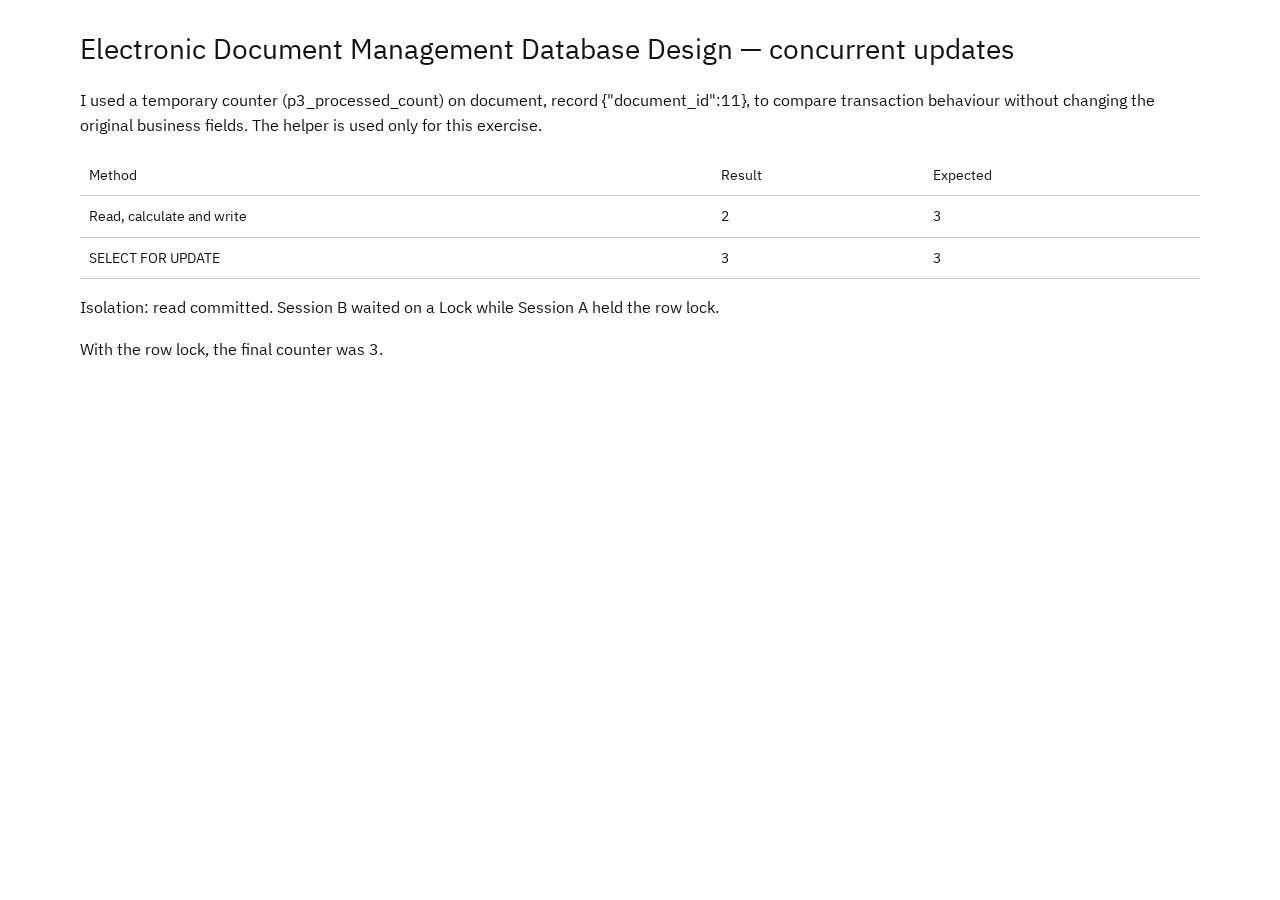 Electronic Document Management Database Design — concurrent updates
I used a temporary counter (p3_processed_count) on document, record {"document_id":11}, to compare transaction behaviour without changing the
original business fields. The helper is used only for this exercise.
Method Result Expected
Read, calculate and write 2 3
SELECT FOR UPDATE 3 3
Isolation: read committed. Session B waited on a Lock while Session A held the row lock.
With the row lock, the final counter was 3.